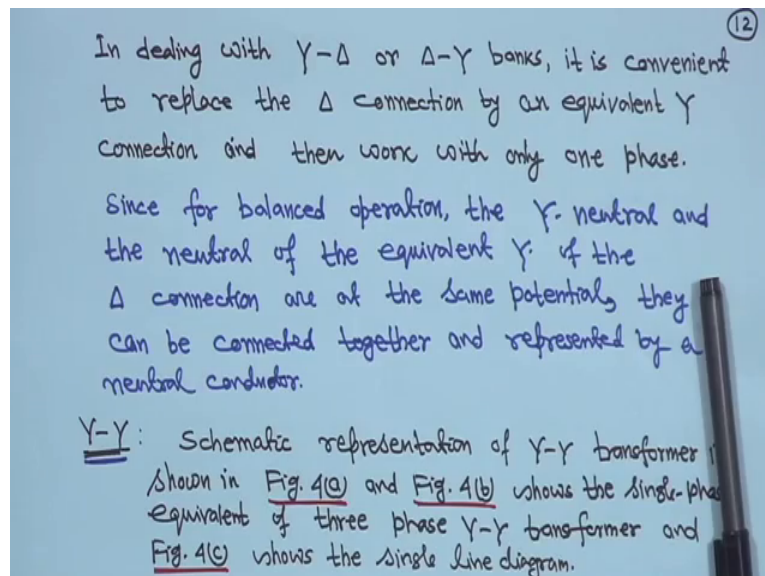 12
In dealing with Y-Δ or Δ-Y banks, it is convenient
to replace the Δ connection by an equivalent Y
connection and then work with only one phase.
Since for balanced operation, the Y- neutral and
the neutral of the equivalent Y. of the
Δ connection are at the same potential, they
can be connected together and represented by a
neutral conductor.
Y-Y: Schematic representation of Y-Y transformer
shown in Fig. 4(a) and Fig. 4(b) shows the single-phas
equivalent of three phase Y-Y transformer and
Fig. 4(c) shows the single line diagram.